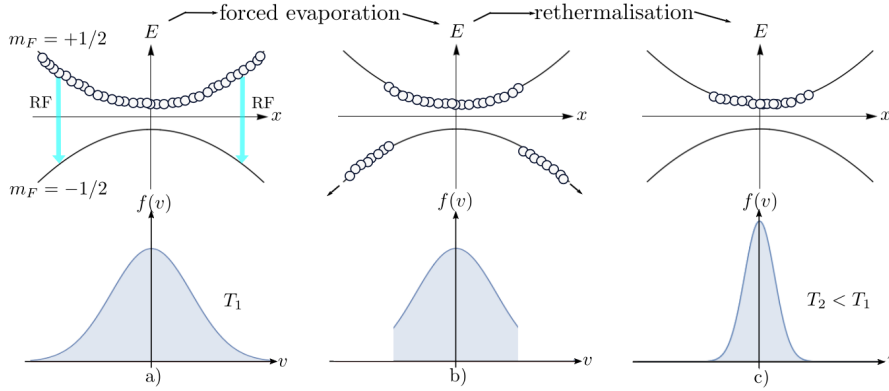 forced evaporation
rethermalisation
m_F = +1/2
E
E
E
RF
RF
x
x
x
m_F = −1/2
f(v)
f(v)
f(v)
T_1
T_2 < T_1
v
v
a)
b)
c)